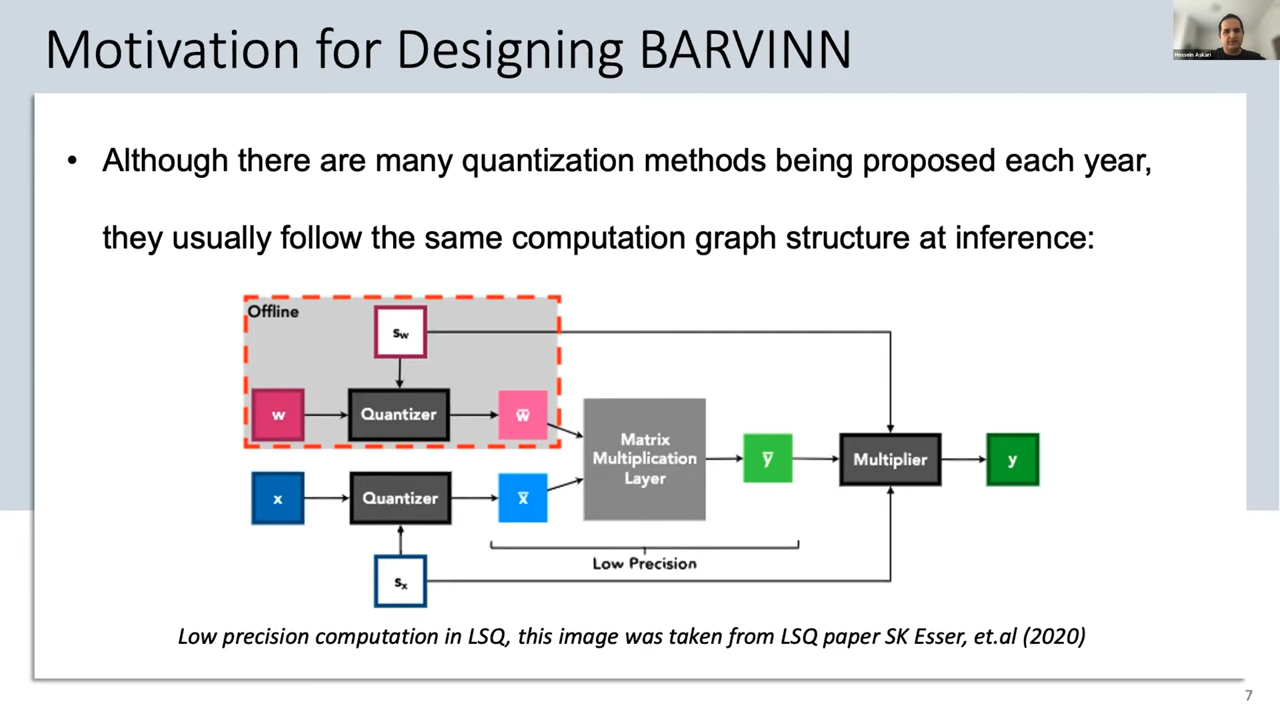 Motivation for Designing BARVINN
Hossein Askari
• Although there are many quantization methods being proposed each year,
they usually follow the same computation graph structure at inference:
Offline
sw
w
Quantizer
w̅
Matrix
Multiplication
Layer
y̅
Multiplier
y
x
Quantizer
x̅
Low Precision
sx
Low precision computation in LSQ, this image was taken from LSQ paper SK Esser, et.al (2020)
7